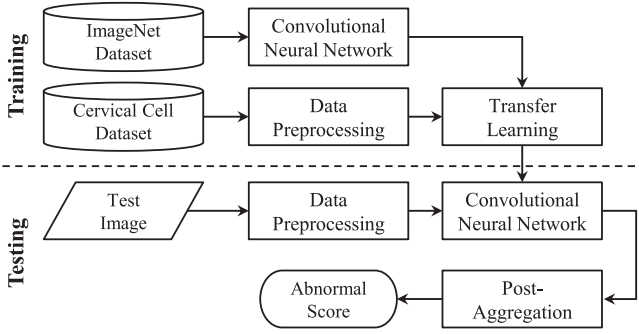 Training
ImageNet
Dataset
Convolutional
Neural Network
Cervical Cell
Dataset
Data
Preprocessing
Transfer
Learning
Testing
Test
Image
Data
Preprocessing
Convolutional
Neural Network
Abnormal
Score
Post-
Aggregation